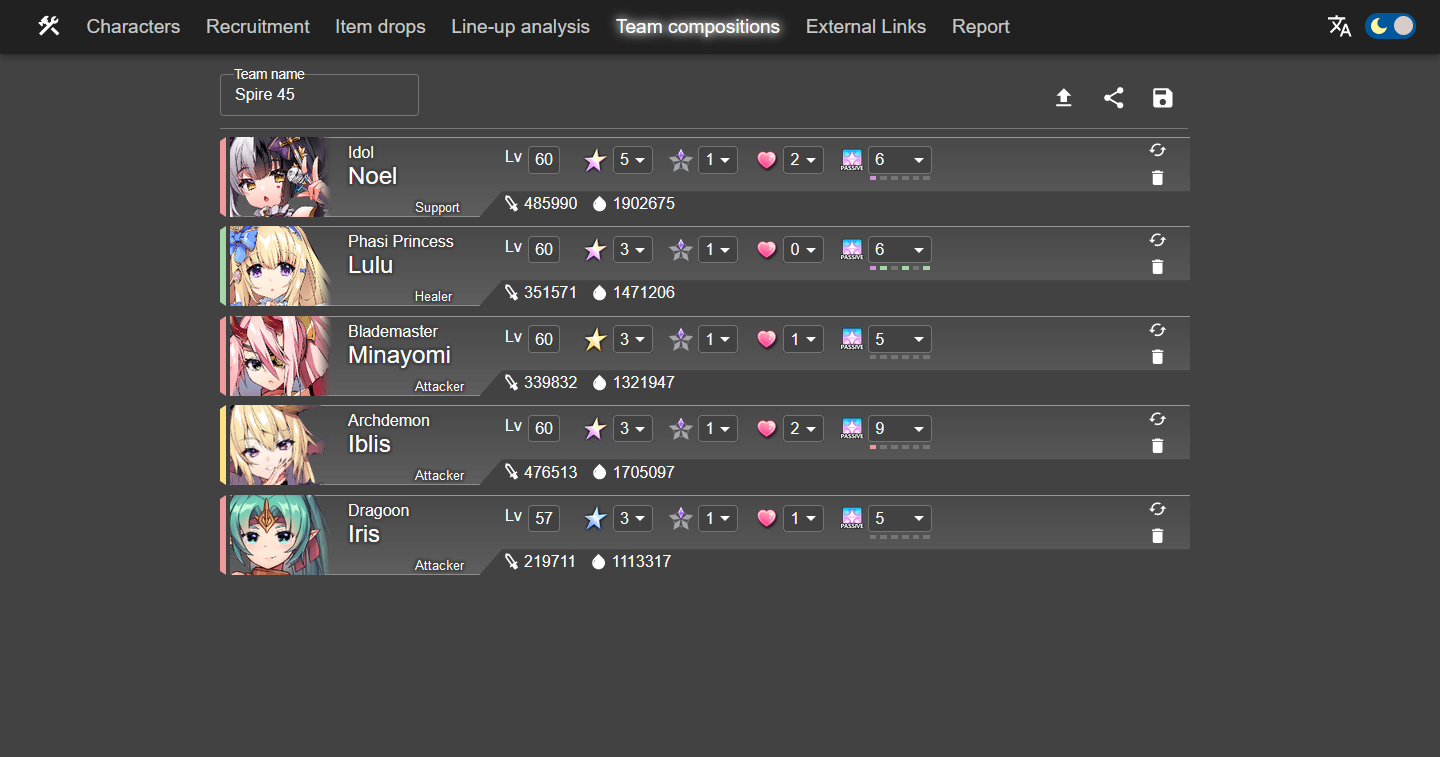 Characters Recruitment Item drops Line-up analysis Team compositions External Links Report
Team name
Spire 45
Idol
Noel
Support
Lv 60 5 1 2 PASSIVE 6
485990 1902675
Phasi Princess
Lulu
Healer
Lv 60 3 1 0 PASSIVE 6
351571 1471206
Blademaster
Minayomi
Attacker
Lv 60 3 1 1 PASSIVE 5
339832 1321947
Archdemon
Iblis
Attacker
Lv 60 3 1 2 PASSIVE 9
476513 1705097
Dragoon
Iris
Attacker
Lv 57 3 1 1 PASSIVE 5
219711 1113317